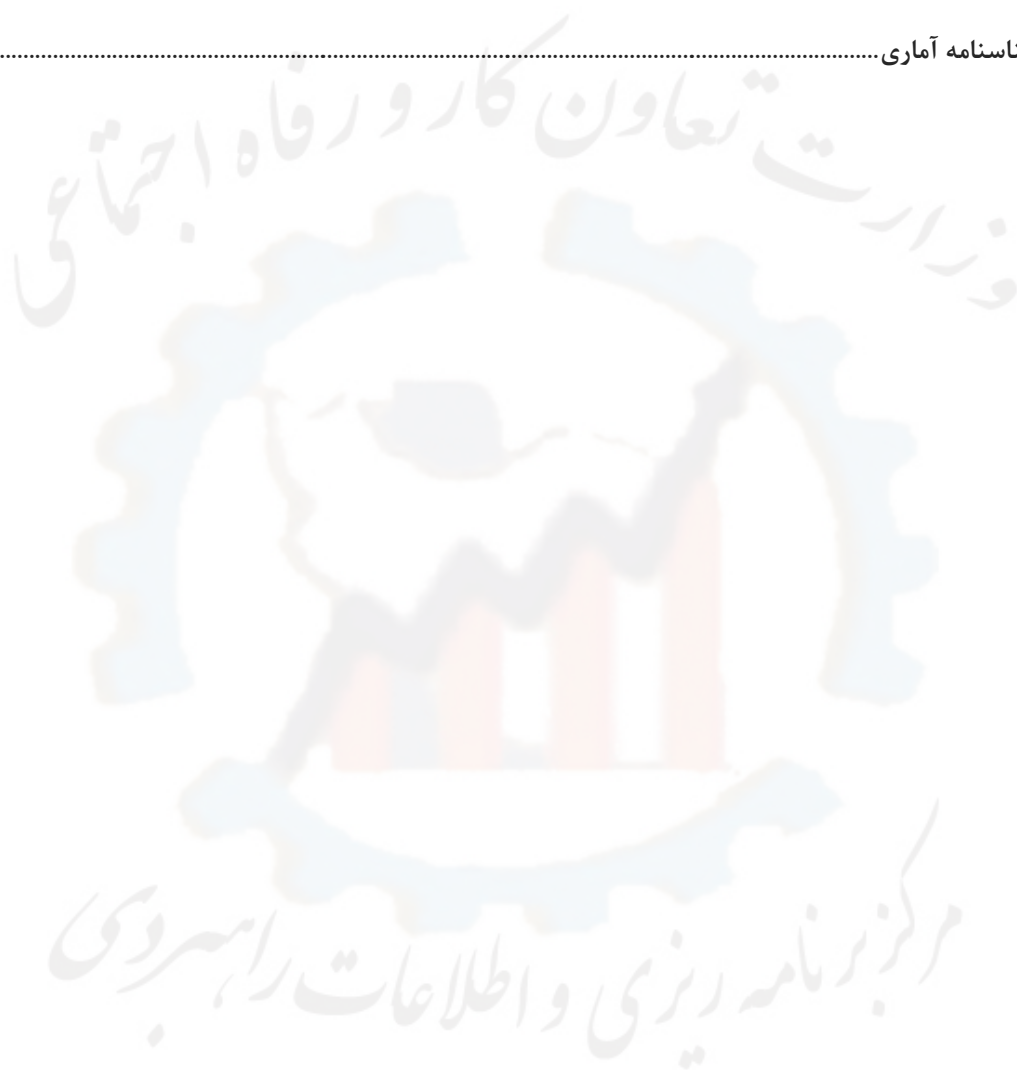 ناسنامه آماری................................................................................................................................................
وزارت تعاون کار و رفاه اجتماعی
مرکز برنامه ریزی و اطلاعات راهبردی